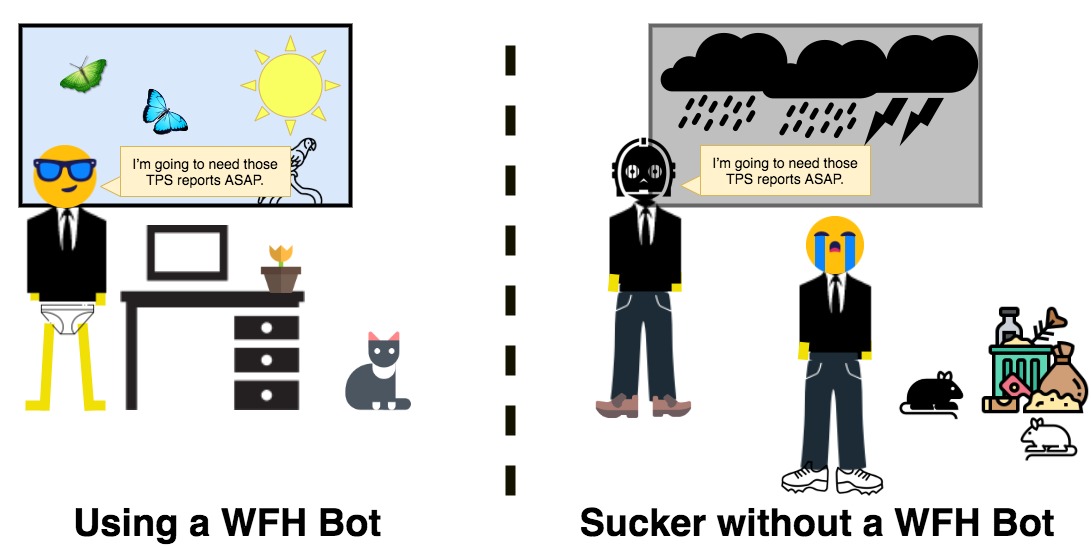 I'm going to need those
TPS reports ASAP.
I'm going to need those
TPS reports ASAP.
Using a WFH Bot
Sucker without a WFH Bot